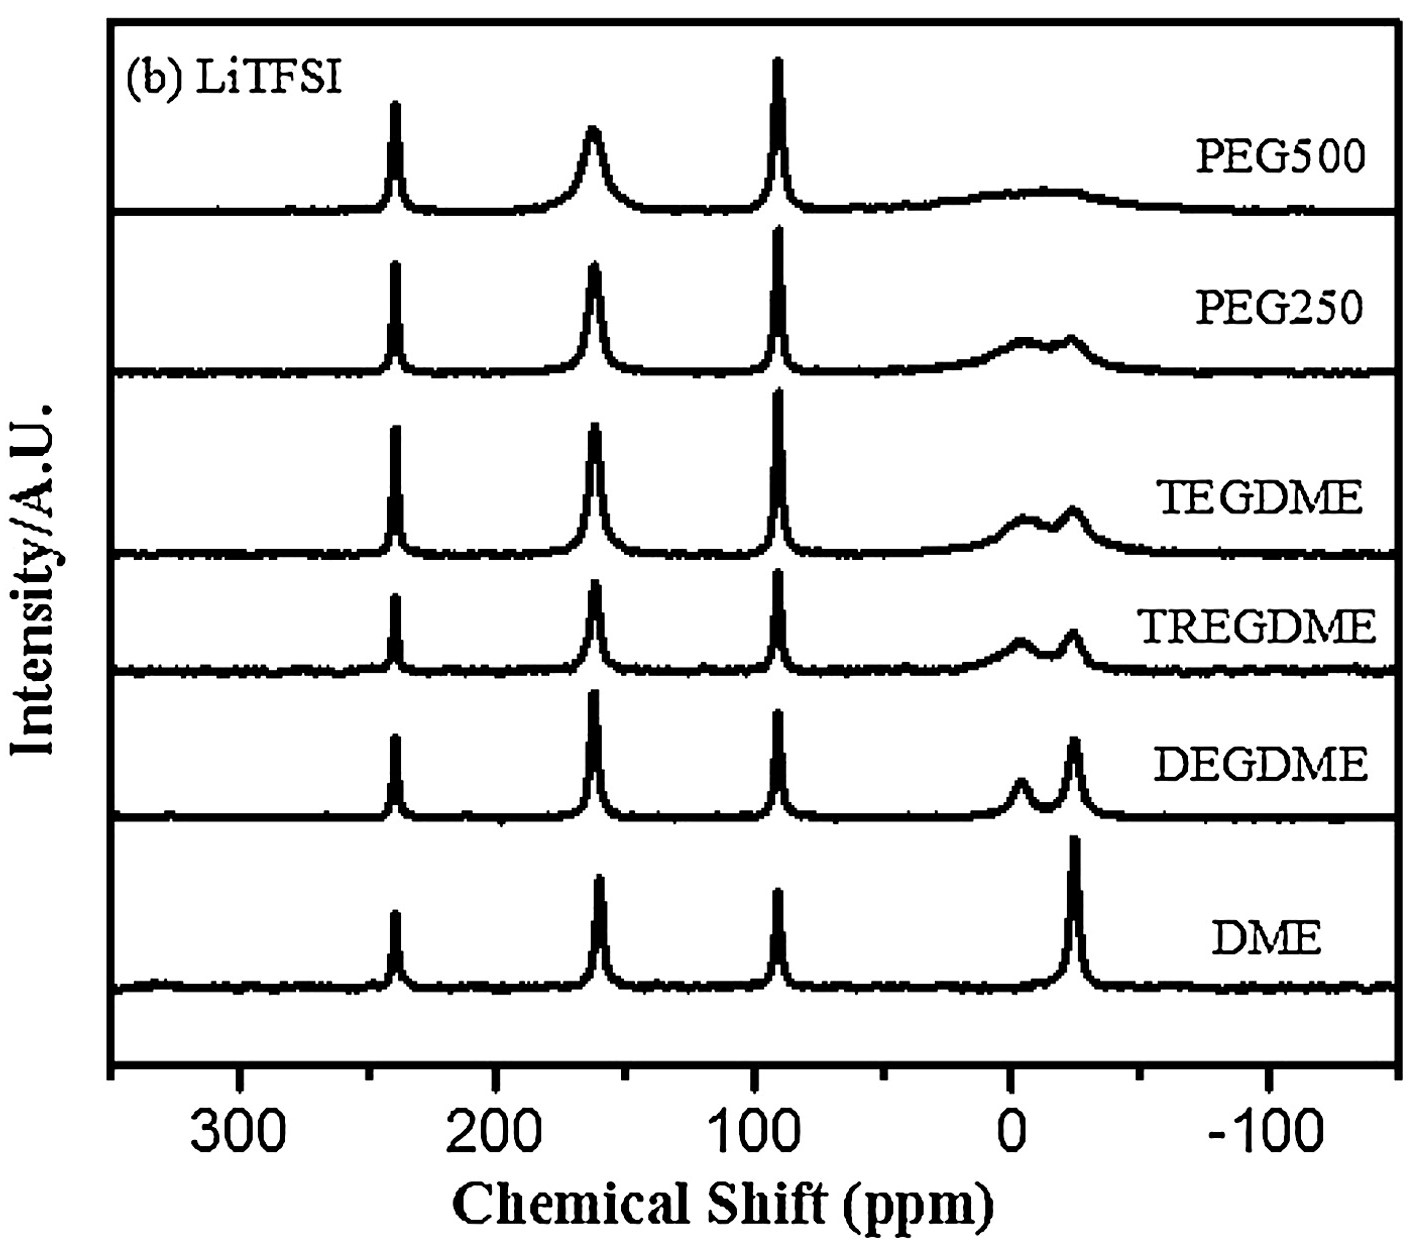 (b) LiTFSI
PEG500
PEG250
TEGDME
TREGDME
DEGDME
DME
Intensity/A.U.
300 200 100 0 -100
Chemical Shift (ppm)